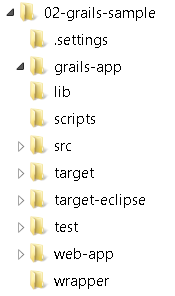 02-grails-sample
.settings
grails-app
lib
scripts
src
target
target-eclipse
test
web-app
wrapper